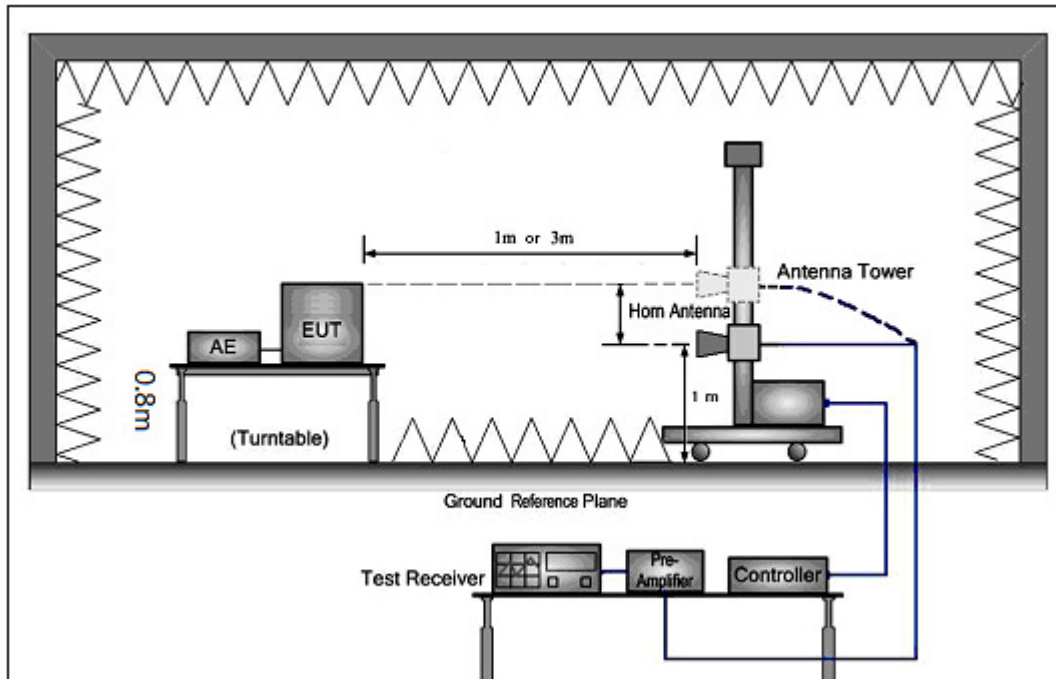 1m or 3m
Antenna Tower
Horn Antenna
EUT
AE
0.8m
1 m
(Turntable)
Ground Reference Plane
Test Receiver
Pre-
Amplifier
Controller